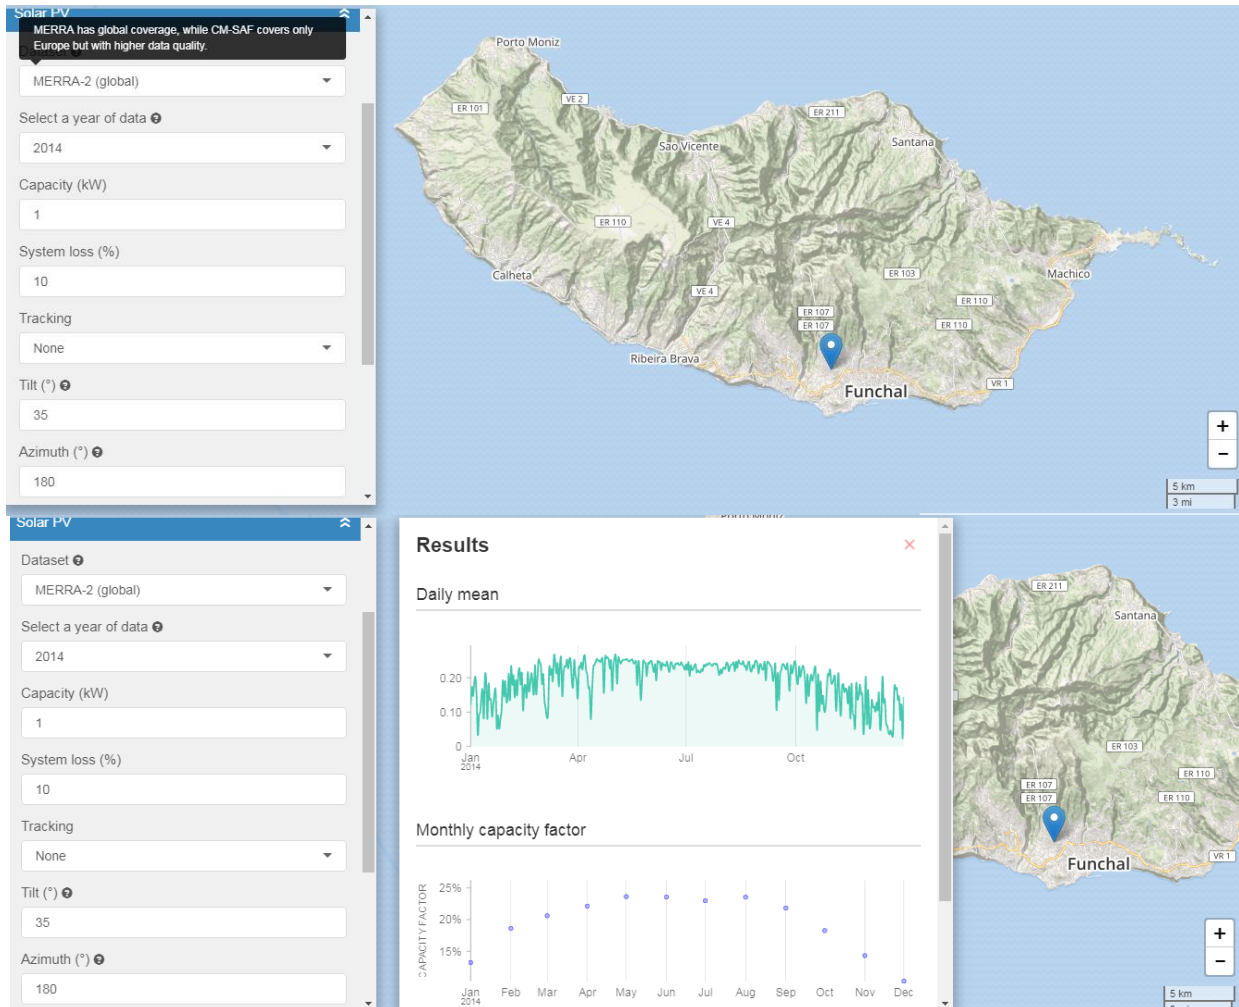 Solar PV
MERRA has global coverage, while CM-SAF covers only
Europe but with higher data quality.
MERRA-2 (global)
Select a year of data
2014
Capacity (kW)
1
System loss (%)
10
Tracking
None
Tilt (°)
35
Azimuth (°)
180
Porto Moniz
ER 101
VE 2
ER 211
Sao Vicente
Santana
ER 110
VE 4
Calheta
ER 103
Machico
VE 4
ER 110
ER 107
ER 107
ER 110
Ribeira Brava
Funchal
VR 1
+
−
5 km
3 mi
Solar PV
Dataset
MERRA-2 (global)
Select a year of data
2014
Capacity (kW)
1
System loss (%)
10
Tracking
None
Tilt (°)
35
Azimuth (°)
180
Results
×
Daily mean
0.20
0.10
0
Jan
2014
Apr
Jul
Oct
Monthly capacity factor
CAPACITY FACTOR
25%
20%
15%
Jan
2014
Feb
Mar
Apr
May
Jun
Jul
Aug
Sep
Oct
Nov
Dec
ER 211
Santana
ER 103
ER 110
ER 107
ER 107
ER 110
Funchal
VR 1
+
−
5 km